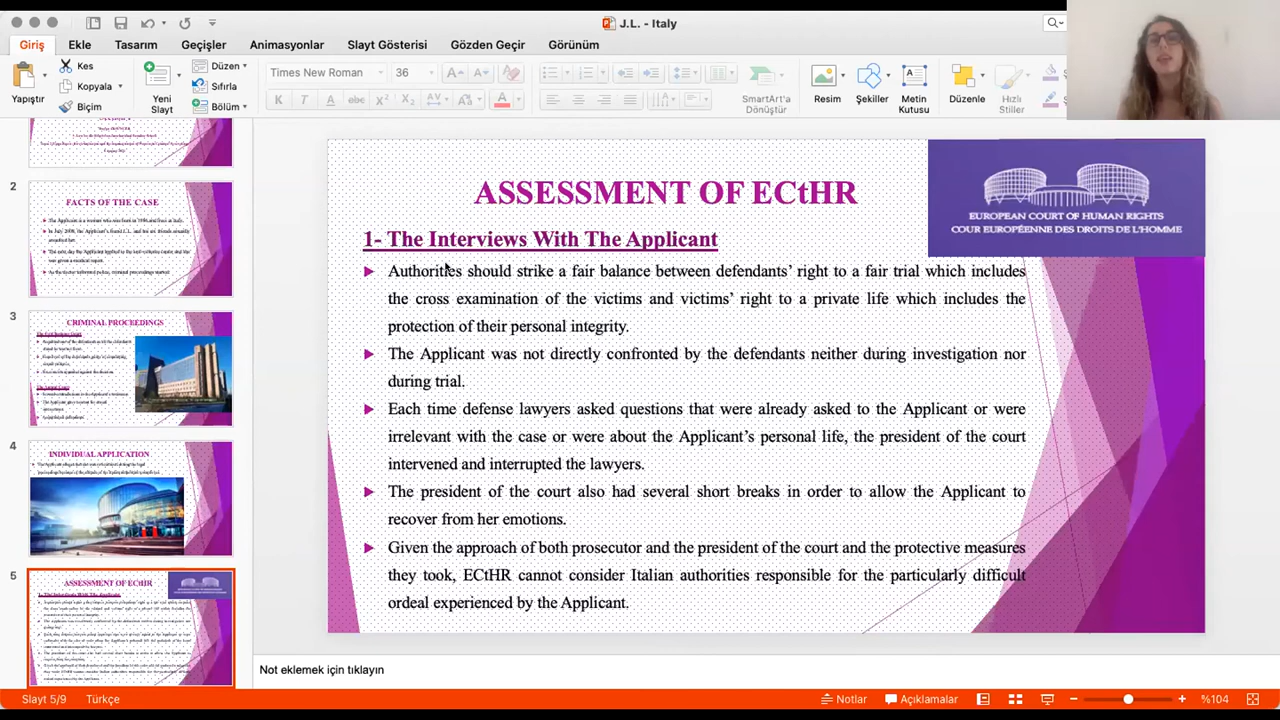 J.L. - Italy
Giriş Ekle Tasarım Geçişler Animasyonlar Slayt Gösterisi Gözden Geçir Görünüm
Yapıştır
Kes
Kopyala
Biçim
Yeni
Slayt
Düzen
Sıfırla
Bölüm
Times New Roman 36
K T A abc X² X₂
SmartArt'a
Dönüştür
Resim
Şekiller
Metin
Kutusu
Düzenle
Hızlı
Stiller
2
FACTS OF THE CASE
3
CRIMINAL PROCEEDINGS
4
INDIVIDUAL APPLICATION
5
ASSESSMENT OF ECtHR
ASSESSMENT OF ECtHR
EUROPEAN COURT OF HUMAN RIGHTS
COUR EUROPÉENNE DES DROITS DE L'HOMME
1- The Interviews With The Applicant
Authorities should strike a fair balance between defendants' right to a fair trial which includes
the cross examination of the victims and victims' right to a private life which includes the
protection of their personal integrity.
The Applicant was not directly confronted by the defendants neither during investigation nor
during trial.
Each time defense lawyers asked questions that were already asked to the Applicant or were
irrelevant with the case or were about the Applicant's personal life, the president of the court
intervened and interrupted the lawyers.
The president of the court also had several short breaks in order to allow the Applicant to
recover from her emotions.
Given the approach of both prosecutor and the president of the court and the protective measures
they took, ECtHR cannot consider Italian authorities responsible for the particularly difficult
ordeal experienced by the Applicant.
Not eklemek için tıklayın
Slayt 5/9 Türkçe Notlar Açıklamalar %104